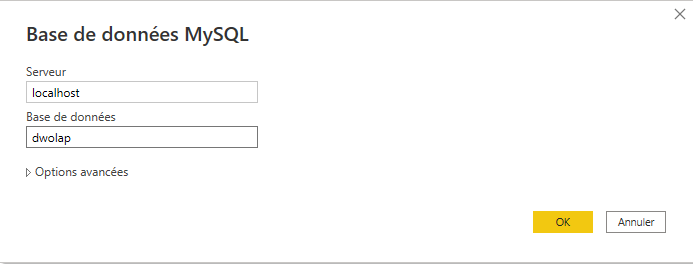 Base de données MySQL
Serveur
localhost
Base de données
dwolap
Options avancées
OK
Annuler